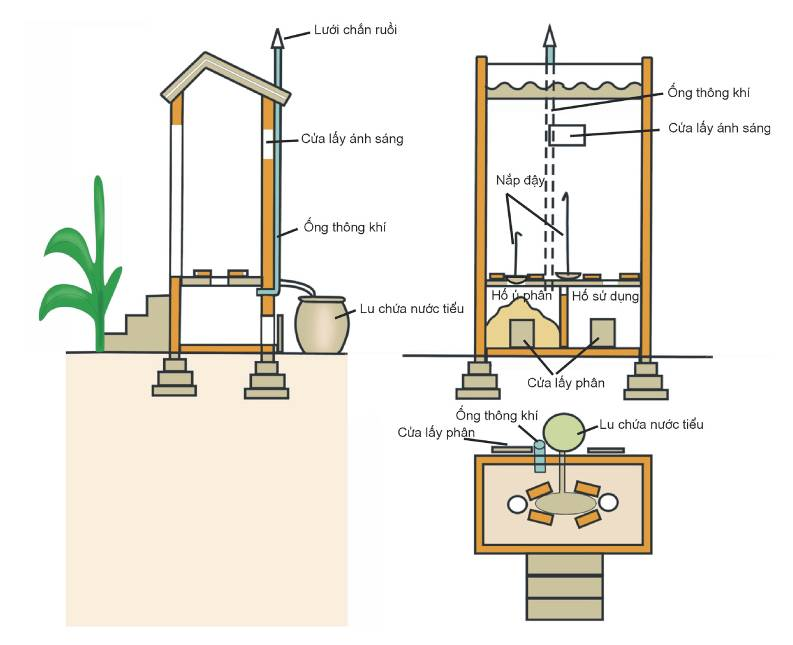 Lưới chắn ruồi
Cửa lấy ánh sáng
Ống thông khí
Lu chứa nước tiểu
Ống thông khí
Cửa lấy ánh sáng
Nắp đậy
Hố ủ phân
Hố sử dụng
Cửa lấy phân
Ống thông khí
Cửa lấy phân
Lu chứa nước tiểu